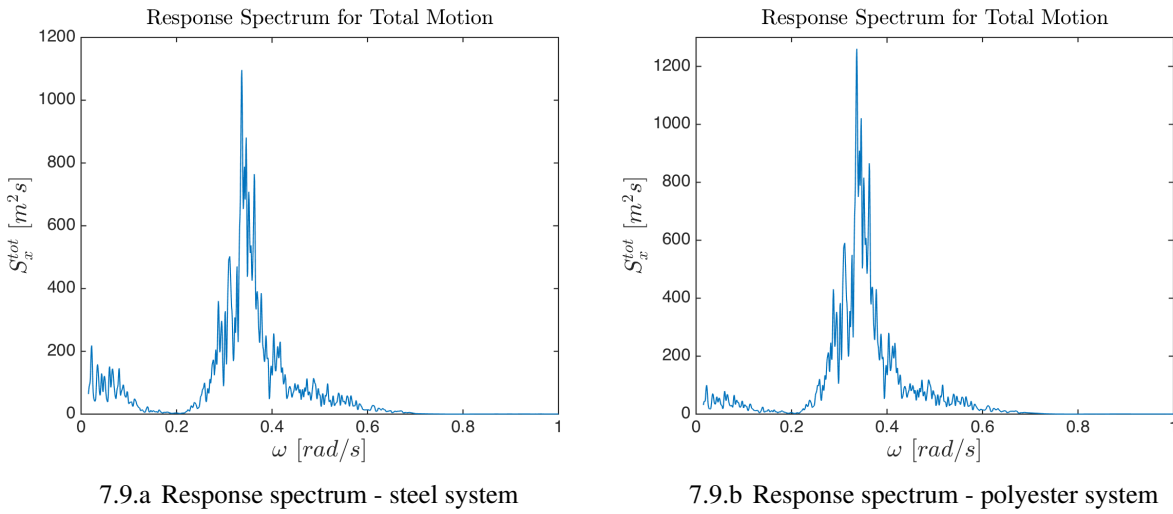 Response Spectrum for Total Motion
1200
1000
800
600
400
200
0
0 0.2 0.4 0.6 0.8 1
S_x^{tot} [m^2 s]
ω [rad/s]
7.9.a Response spectrum - steel system
Response Spectrum for Total Motion
1200
1000
800
600
400
200
0
0 0.2 0.4 0.6 0.8 1
S_x^{tot} [m^2 s]
ω [rad/s]
7.9.b Response spectrum - polyester system